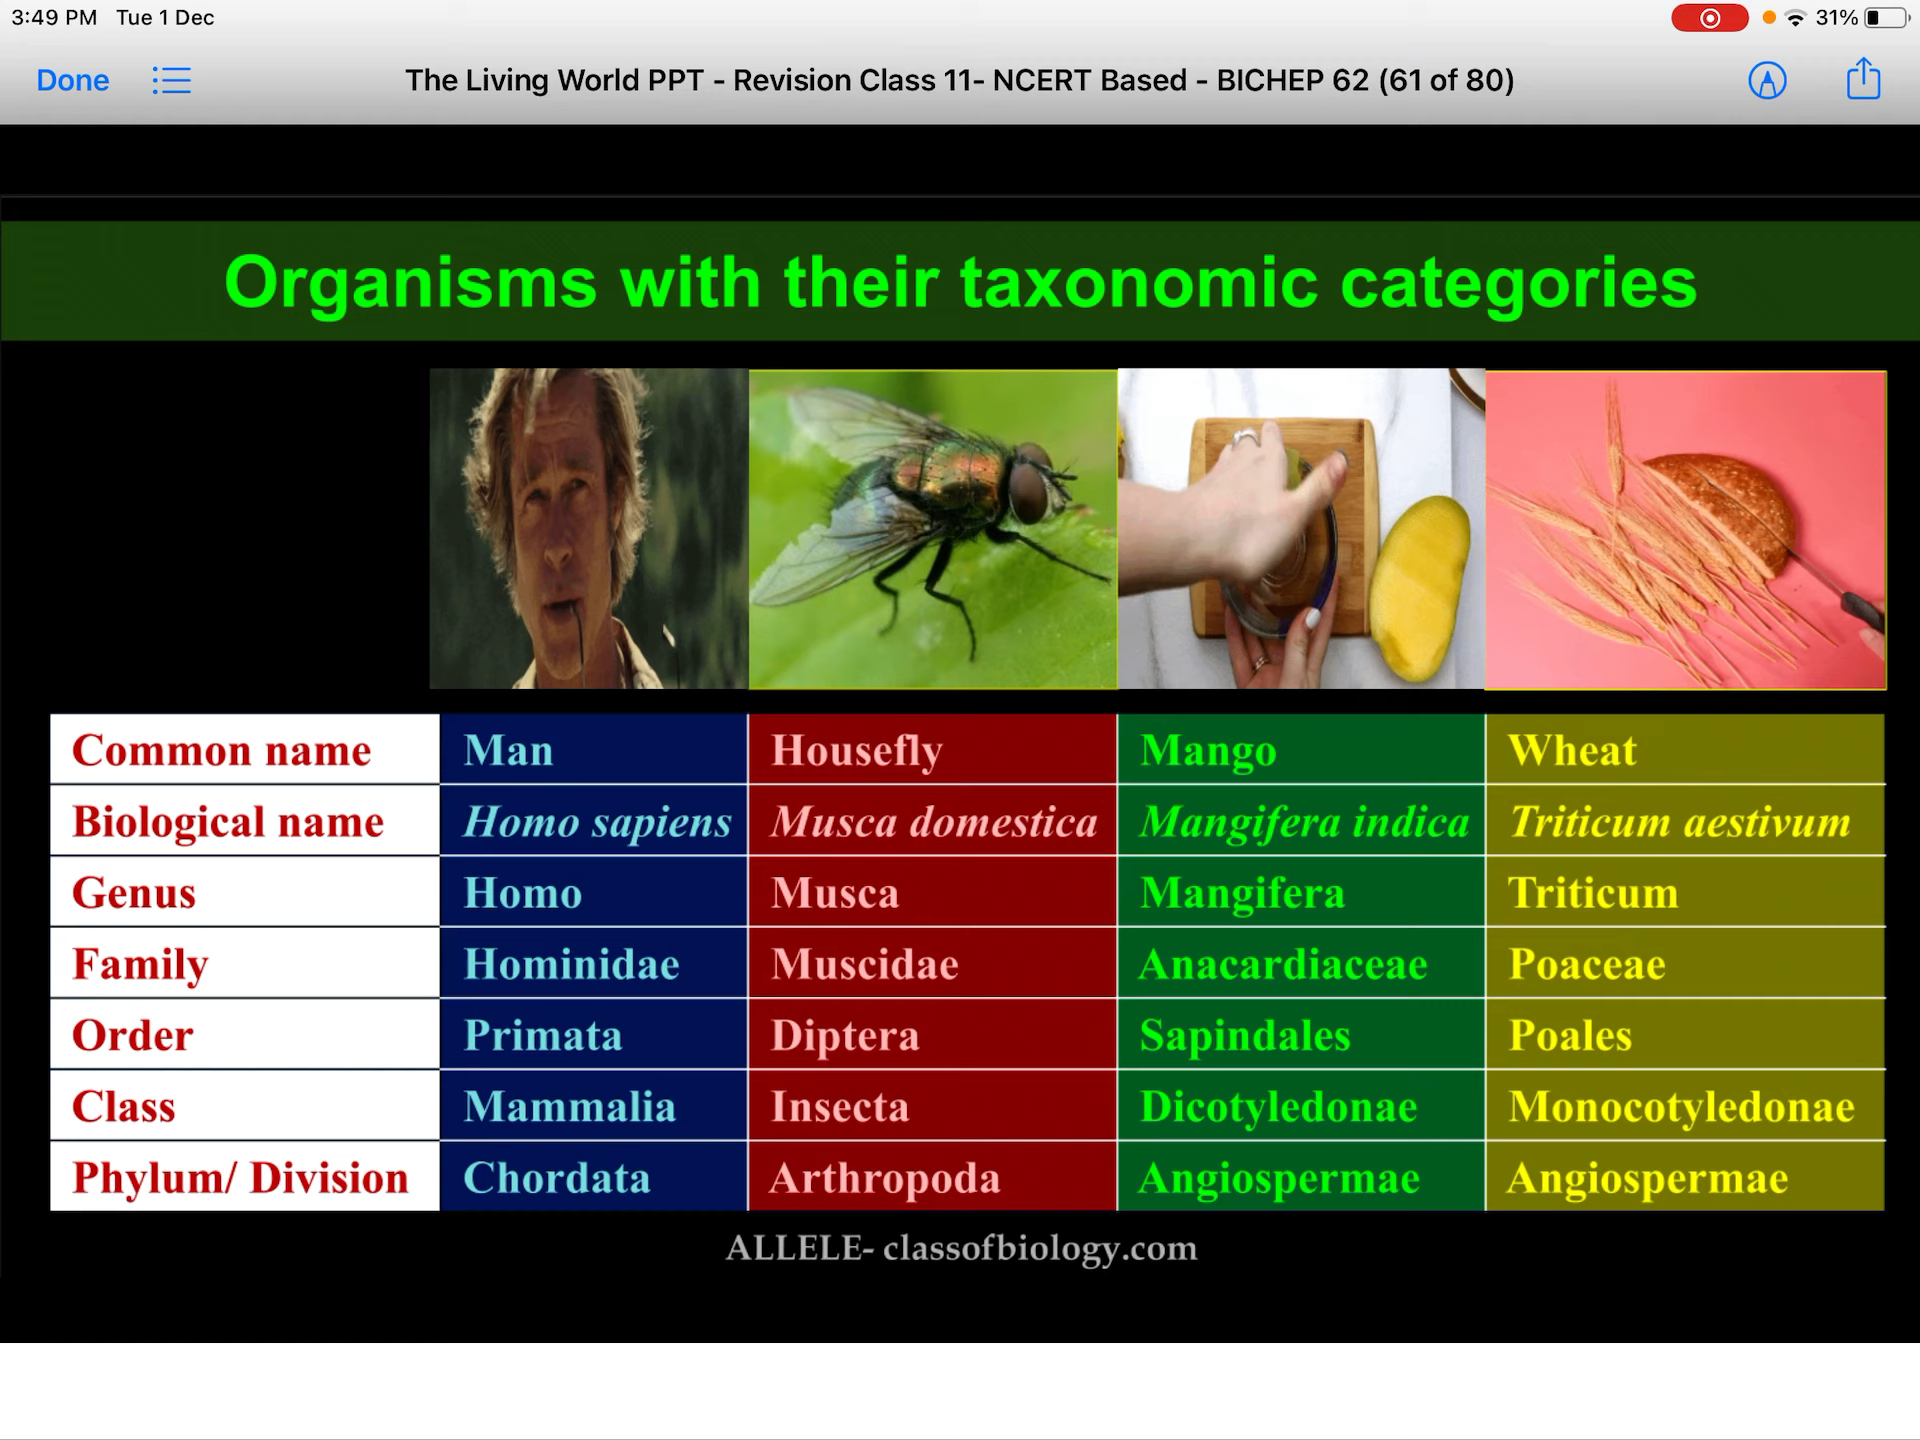 3:49 PM Tue 1 Dec 31%
Done The Living World PPT - Revision Class 11- NCERT Based - BICHEP 62 (61 of 80)
Organisms with their taxonomic categories
Common name Man Housefly Mango Wheat
Biological name Homo sapiens Musca domestica Mangifera indica Triticum aestivum
Genus Homo Musca Mangifera Triticum
Family Hominidae Muscidae Anacardiaceae Poaceae
Order Primata Diptera Sapindales Poales
Class Mammalia Insecta Dicotyledonae Monocotyledonae
Phylum/ Division Chordata Arthropoda Angiospermae Angiospermae
ALLELE- classofbiology.com